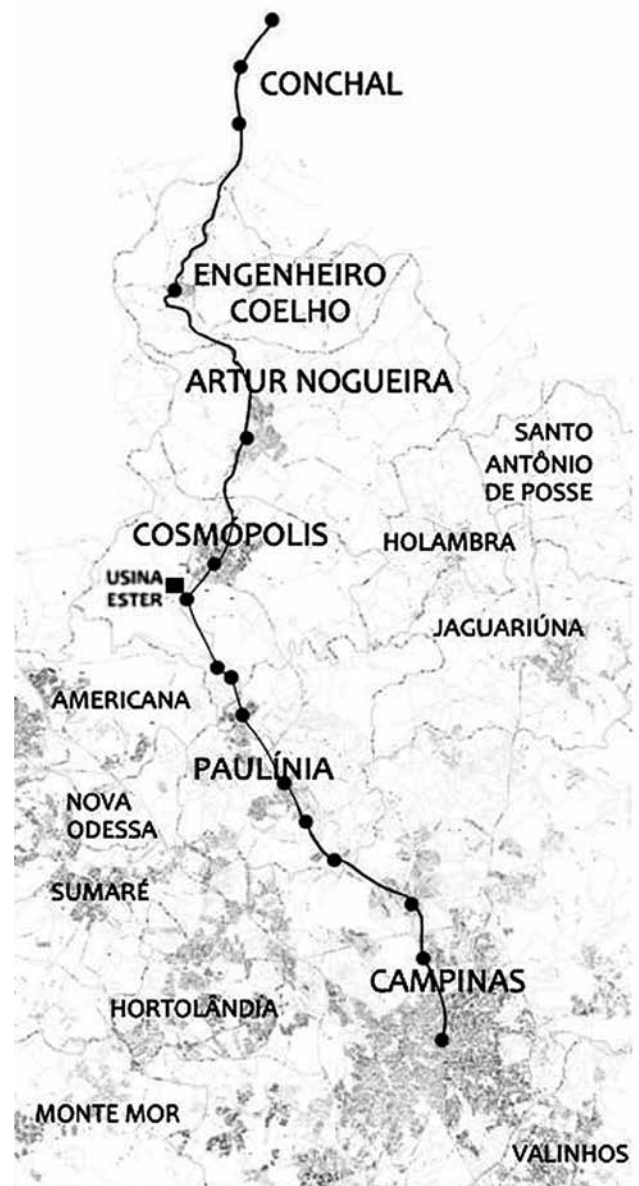 CONCHAL
ENGENHEIRO
COELHO
ARTUR NOGUEIRA
SANTO
ANTÔNIO
DE POSSE
COSMÓPOLIS
HOLAMBRA
USINA
ESTER
JAGUARIÚNA
AMERICANA
PAULÍNIA
NOVA
ODESSA
SUMARÉ
CAMPINAS
HORTOLÂNDIA
MONTE MOR
VALINHOS